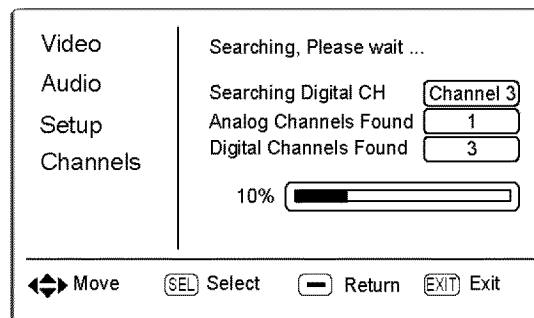 Video
Audio
Setup
Channels
Searching, Please wait ...
Searching Digital CH Channel 3
Analog Channels Found 1
Digital Channels Found 3
10%
Move SEL Select Return EXIT Exit